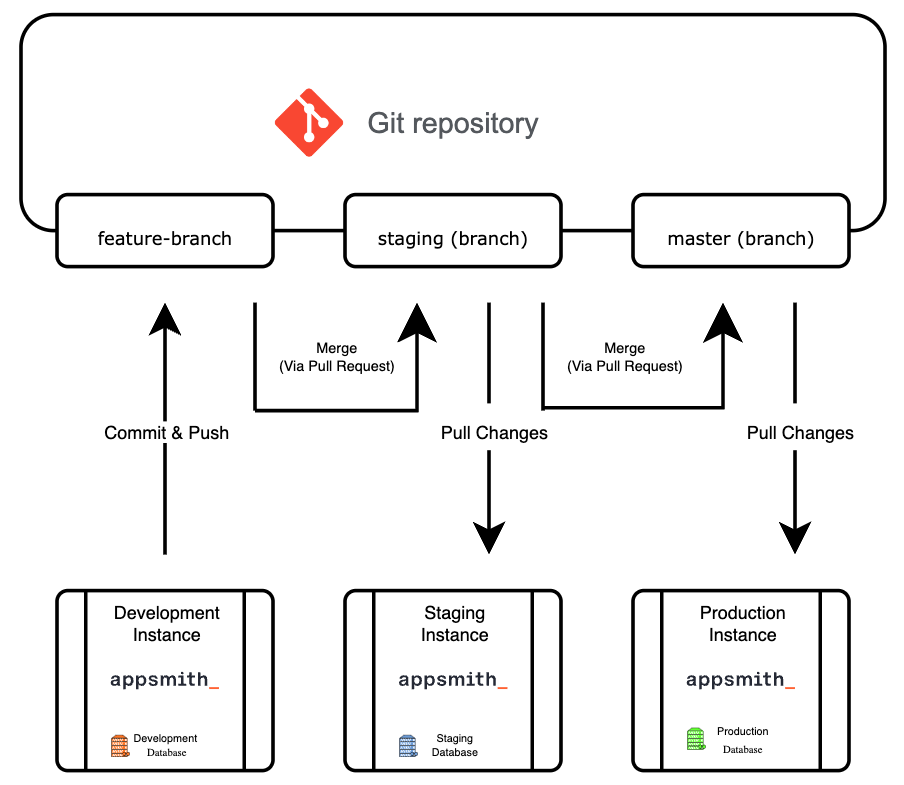 Git repository
feature-branch
staging (branch)
master (branch)
Merge
(Via Pull Request)
Merge
(Via Pull Request)
Commit & Push
Pull Changes
Pull Changes
Development
Instance
appsmith_
Development
Database
Staging
Instance
appsmith_
Staging
Database
Production
Instance
appsmith_
Production
Database